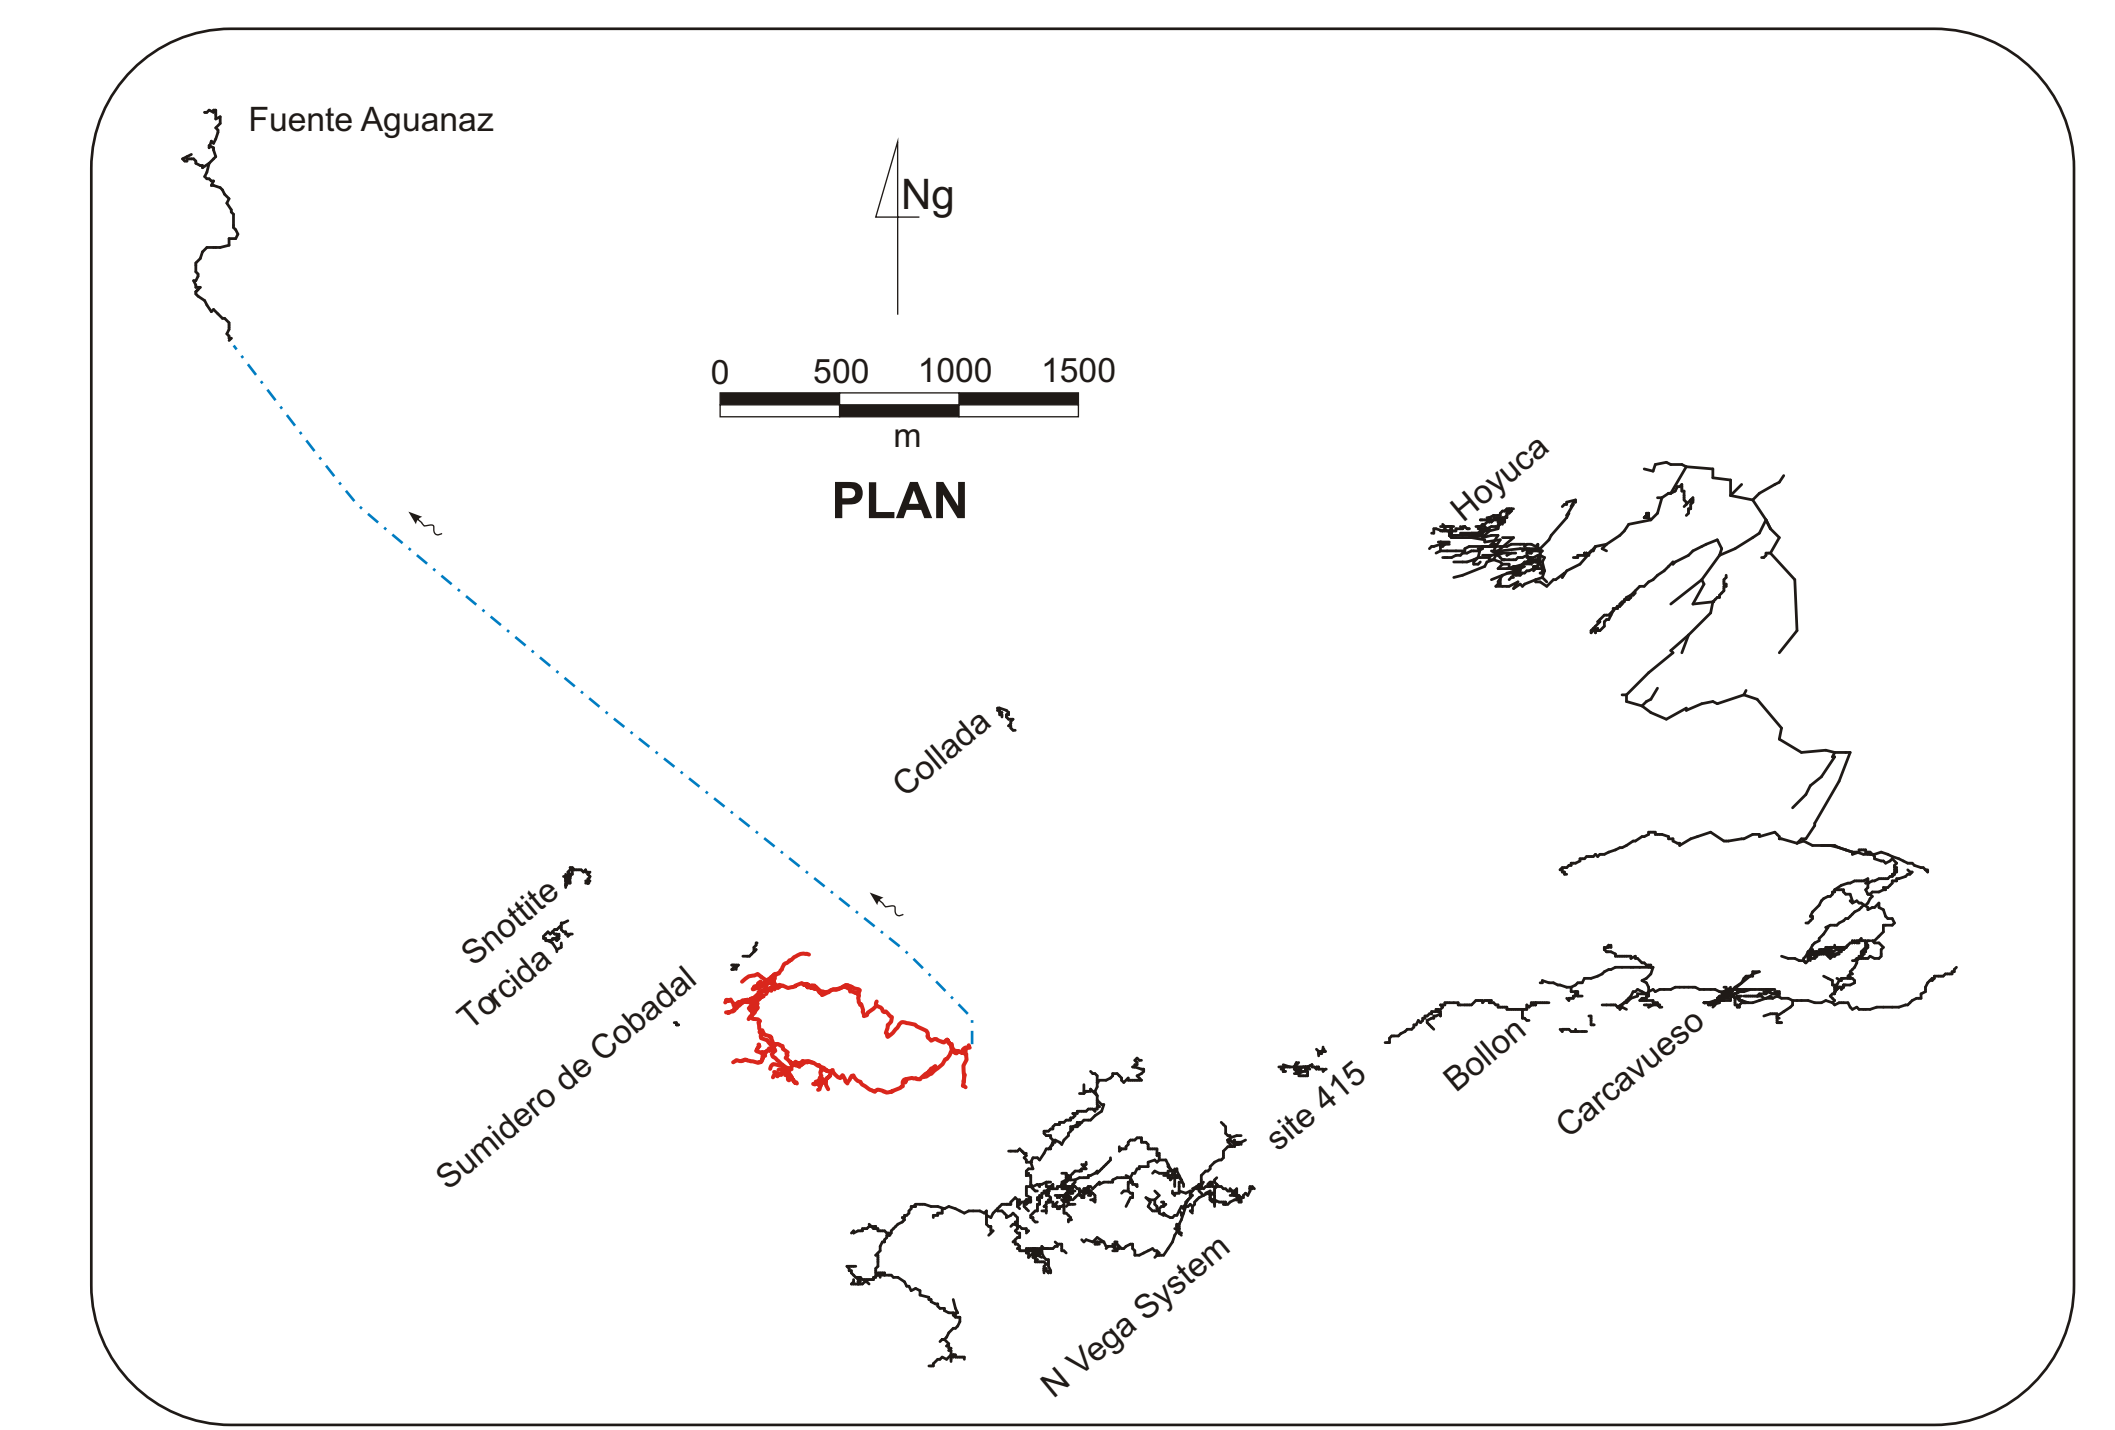 Fuente Aguanaz
Ng
0 500 1000 1500
m
PLAN
Hoyuca
Collada
Snottite
Torcida
Sumidero de Cobadal
site 415
Bollon
Carcavueso
N Vega System